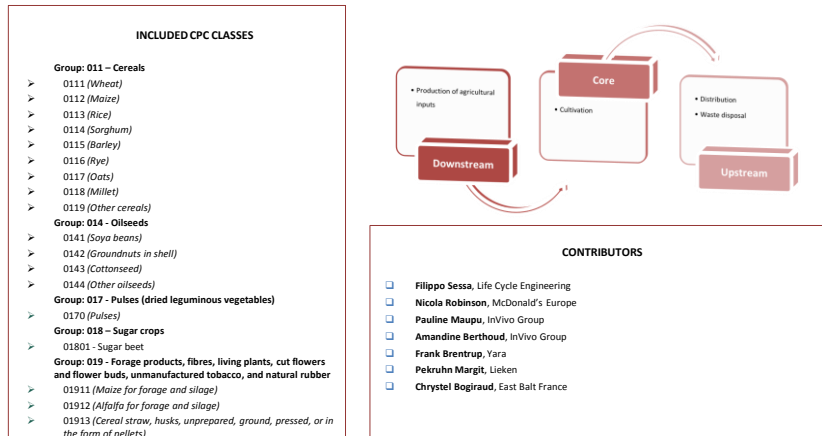 INCLUDED CPC CLASSES
Group: 011 – Cereals
0111 (Wheat)
0112 (Maize)
0113 (Rice)
0114 (Sorghum)
0115 (Barley)
0116 (Rye)
0117 (Oats)
0118 (Millet)
0119 (Other cereals)
Group: 014 - Oilseeds
0141 (Soya beans)
0142 (Groundnuts in shell)
0143 (Cottonseed)
0144 (Other oilseeds)
Group: 017 - Pulses (dried leguminous vegetables)
0170 (Pulses)
Group: 018 – Sugar crops
01801 - Sugar beet
Group: 019 - Forage products, fibres, living plants, cut flowers
and flower buds, unmanufactured tobacco, and natural rubber
01911 (Maize for forage and silage)
01912 (Alfalfa for forage and silage)
01913 (Cereal straw, husks, unprepared, ground, pressed, or in
the form of pellets)
• Production of agricultural
inputs
Downstream
Core
• Cultivation
• Distribution
• Waste disposal
Upstream
CONTRIBUTORS
Filippo Sessa, Life Cycle Engineering
Nicola Robinson, McDonald's Europe
Pauline Maupu, InVivo Group
Amandine Berthoud, InVivo Group
Frank Brentrup, Yara
Pekruhn Margit, Lieken
Chrystel Bogiraud, East Balt France